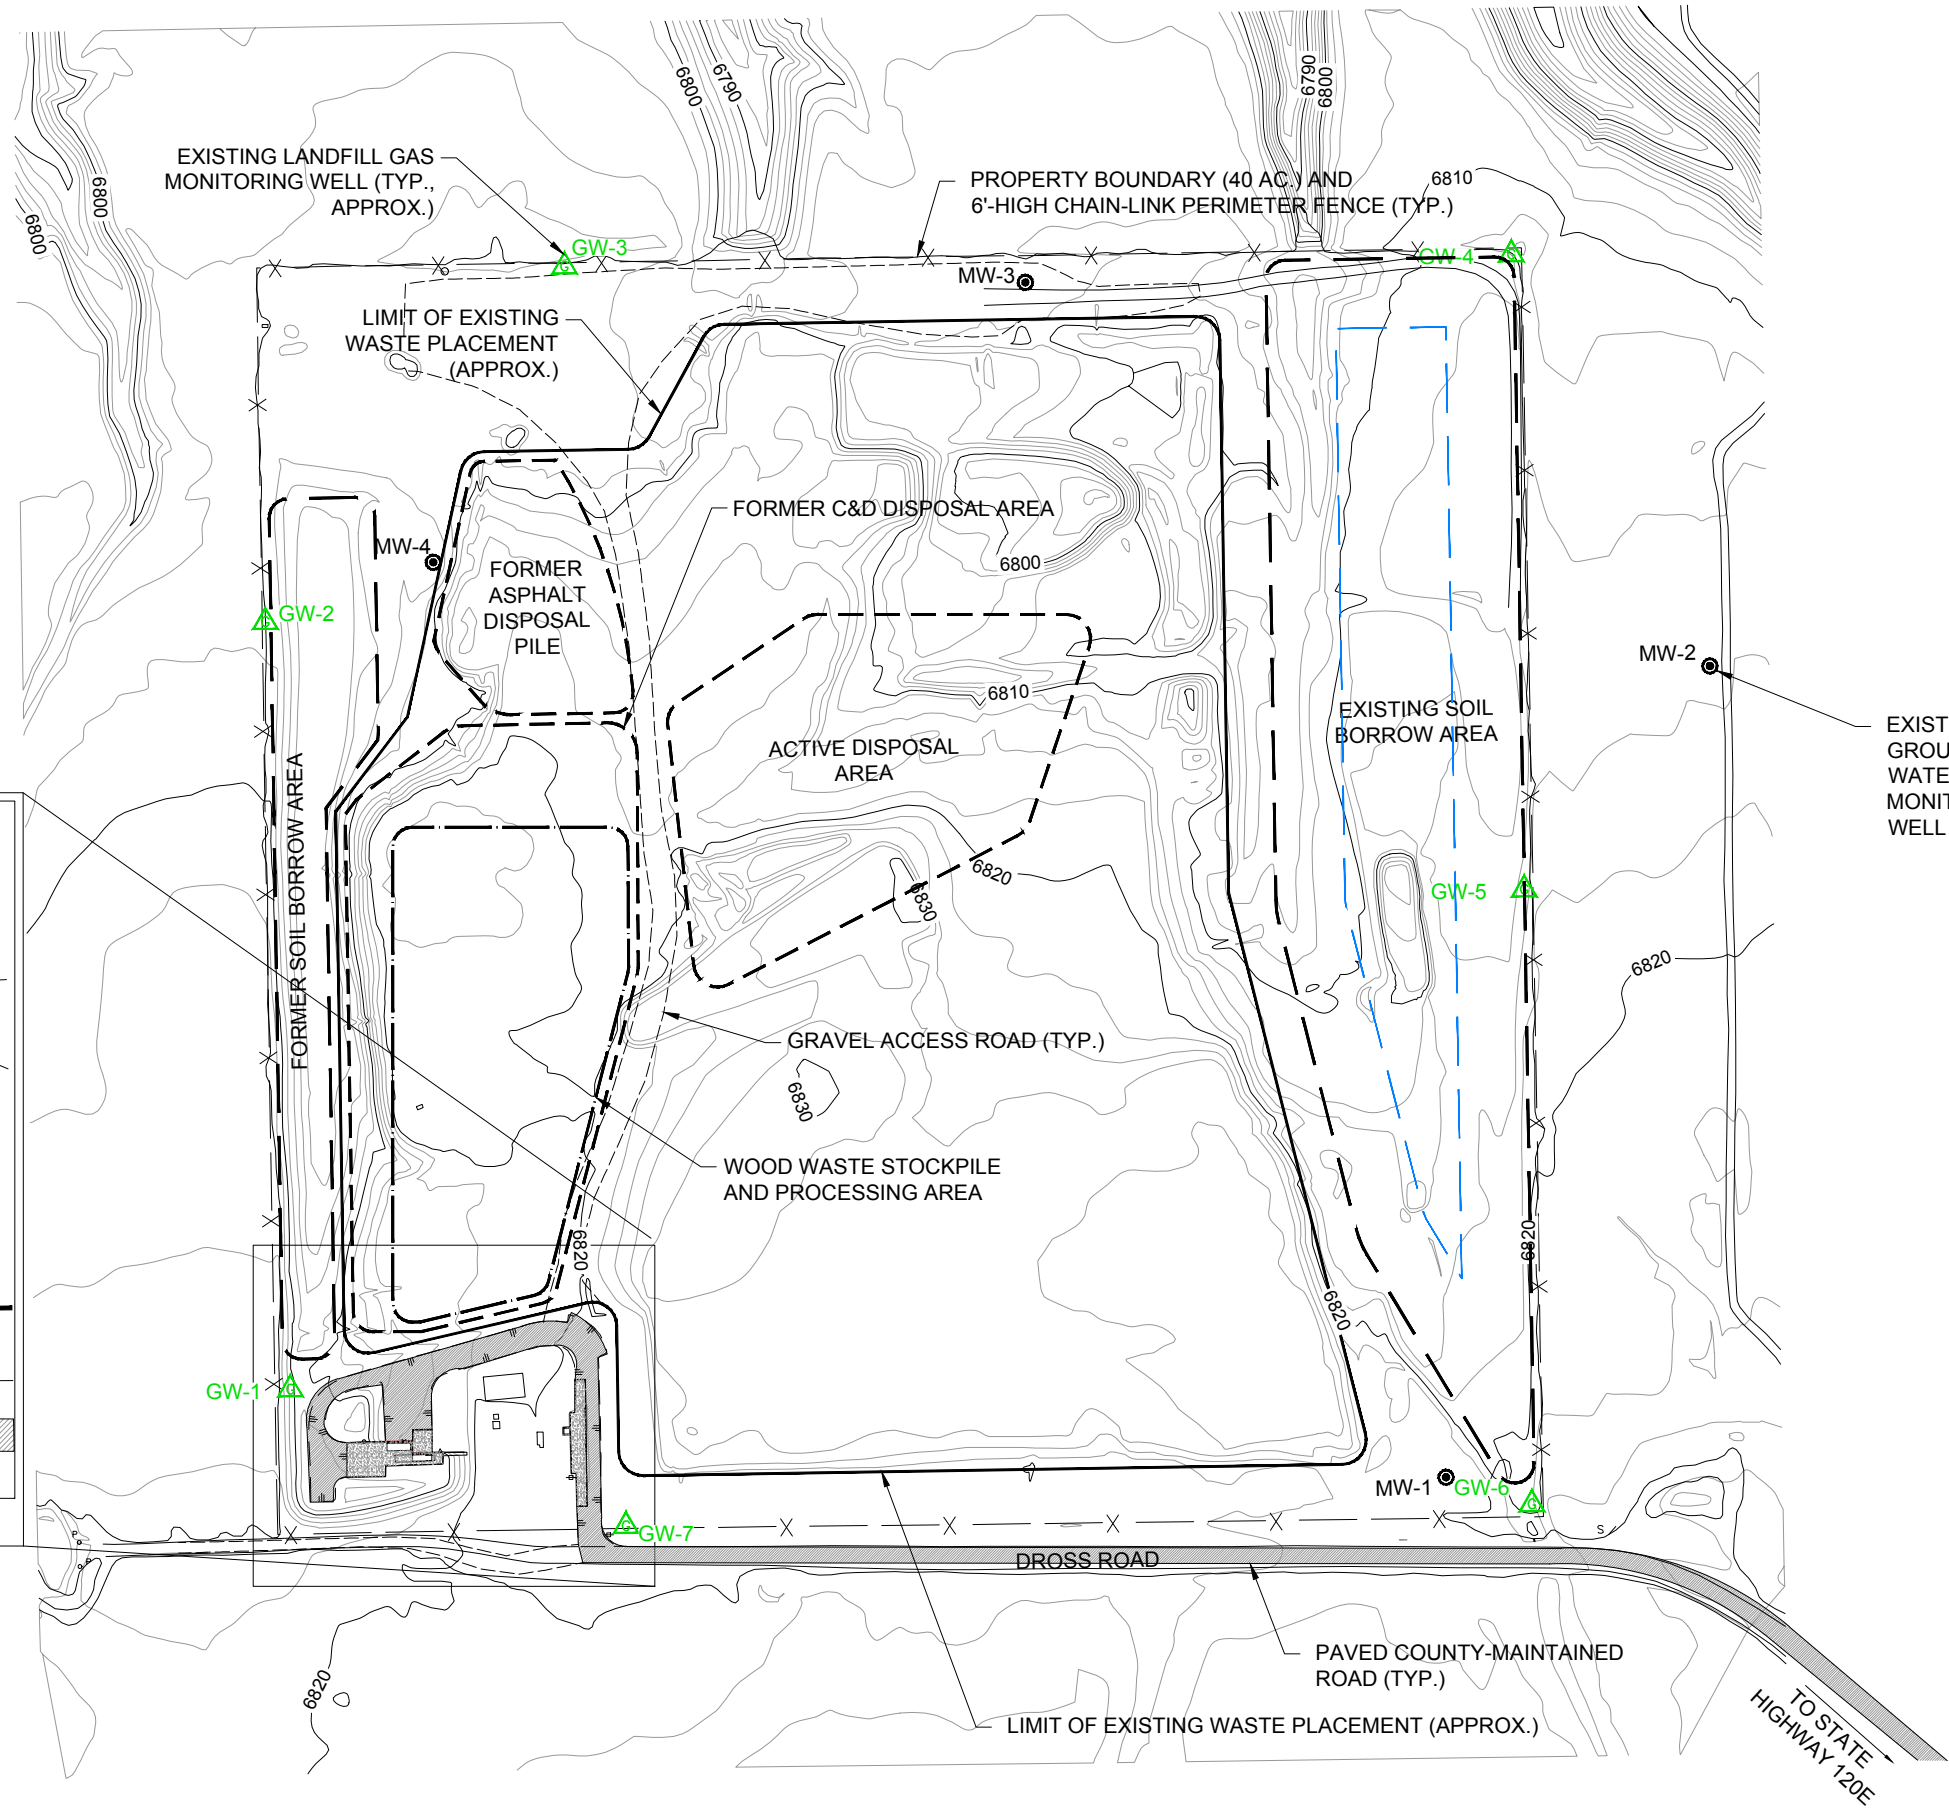 6800
6790
6790
6800
EXISTING LANDFILL GAS
MONITORING WELL (TYP.,
APPROX.)
6800
6800
PROPERTY BOUNDARY (40 AC.) AND
6'-HIGH CHAIN-LINK PERIMETER FENCE (TYP.)
6810
GW-3
G
GW-4
G
MW-3
LIMIT OF EXISTING
WASTE PLACEMENT
(APPROX.)
FORMER C&D DISPOSAL AREA
MW-4
FORMER
ASPHALT
DISPOSAL
PILE
6800
GW-2
G
MW-2
6810
EXISTING SOIL
BORROW AREA
EXIST
GROU
WATE
MONIT
WELL
ACTIVE DISPOSAL
AREA
FORMER SOIL BORROW AREA
6820
6830
GW-5
G
6820
GRAVEL ACCESS ROAD (TYP.)
6830
WOOD WASTE STOCKPILE
AND PROCESSING AREA
6820
6820
6820
GW-1
G
MW-1
GW-6
G
GW-7
G
S
P
P
DROSS ROAD
PAVED COUNTY-MAINTAINED
ROAD (TYP.)
6820
LIMIT OF EXISTING WASTE PLACEMENT (APPROX.)
TO STATE
HIGHWAY 120E